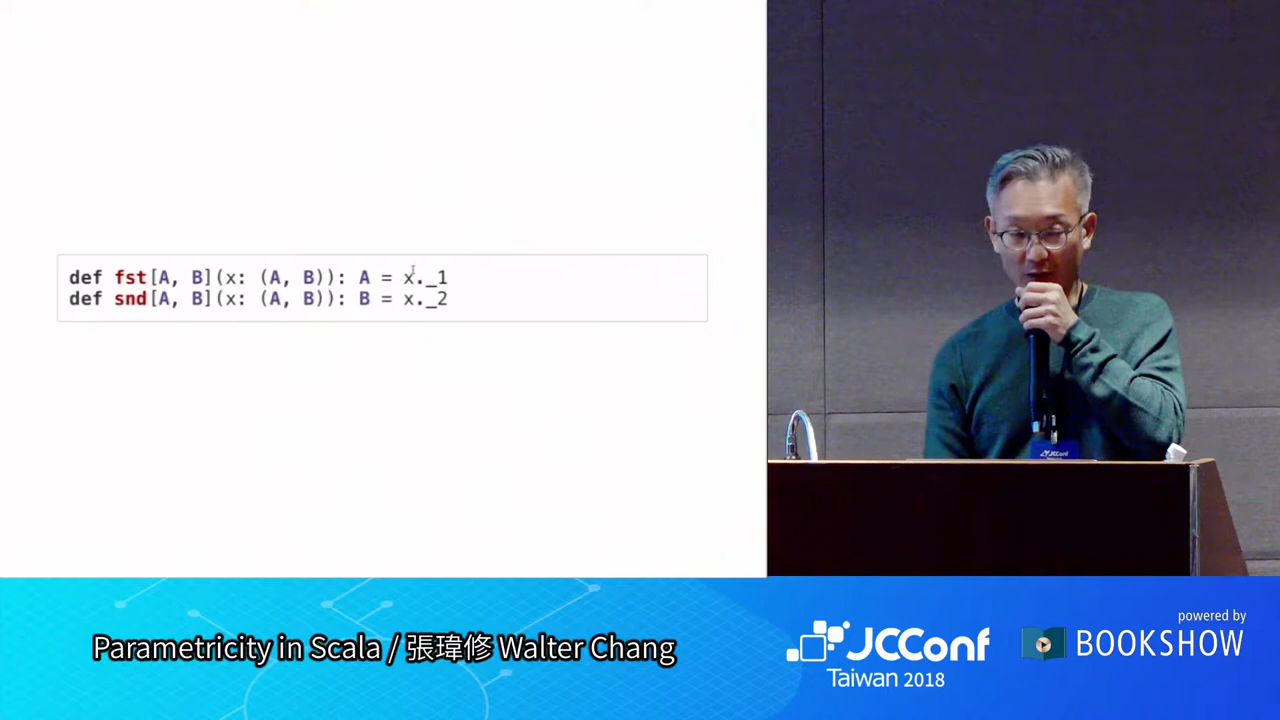 def fst[A, B](x: (A, B)): A = x._1
def snd[A, B](x: (A, B)): B = x._2
JCConf
Parametricity in Scala / 張瑋修 Walter Chang
JCConf
Taiwan 2018
powered by
BOOKSHOW